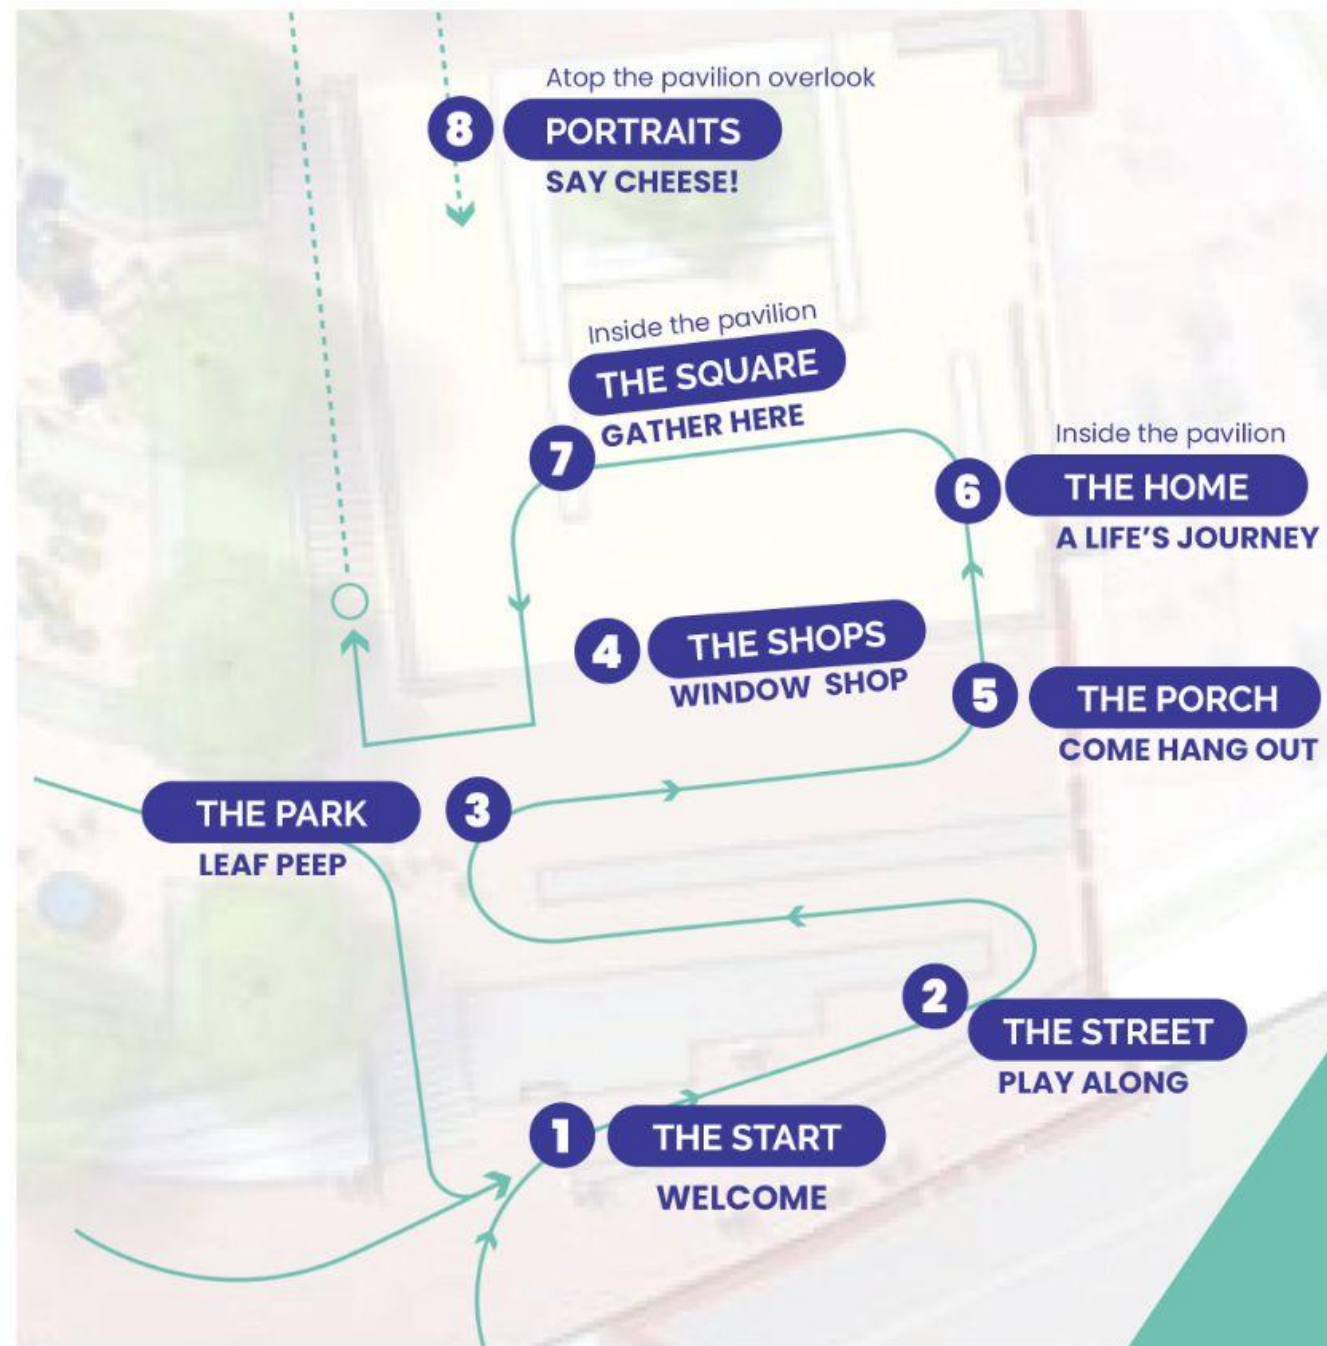 Atop the pavilion overlook
8 PORTRAITS
SAY CHEESE!
Inside the pavilion
THE SQUARE
GATHER HERE
7
Inside the pavilion
6 THE HOME
A LIFE'S JOURNEY
4 THE SHOPS
WINDOW SHOP
5 THE PORCH
COME HANG OUT
THE PARK 3
LEAF PEEP
2
THE STREET
PLAY ALONG
1 THE START
WELCOME